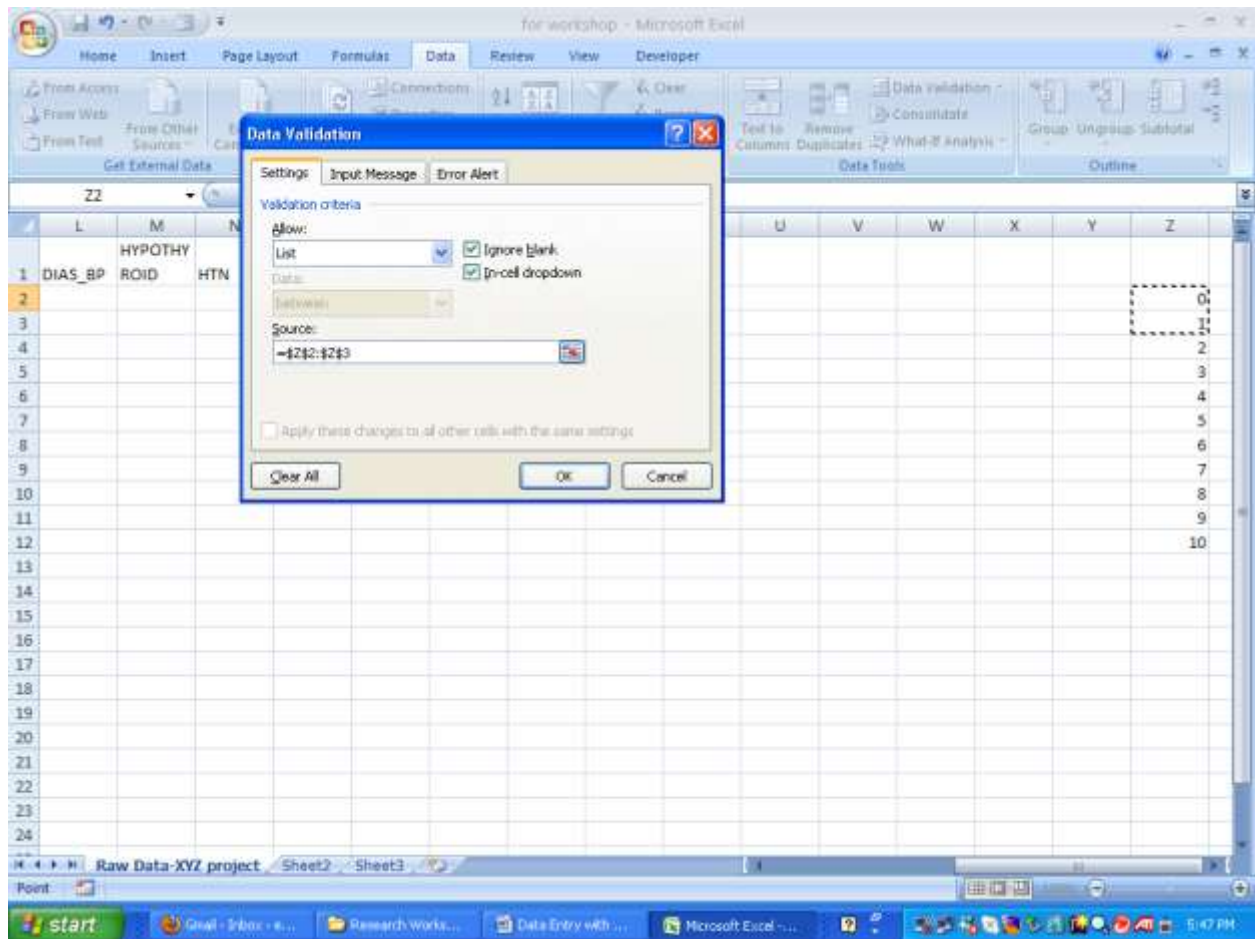 for workshop - Microsoft Excel
Home Insert Page Layout Formulas Data Review View Developer
From Access
From Web
From Text
From Other Sources
Connections
Clear
Text to Columns
Remove Duplicates
Data Validation
Consolidate
What-If Analysis
Group Ungroup Subtotal
Get External Data
Data Tools
Outline
Data Validation
Settings Input Message Error Alert
Validation criteria
Allow:
List
Ignore blank
In-cell dropdown
Data:
between
Source:
=$Z$2:$Z$3
Apply these changes to all other cells with the same settings
Clear All OK Cancel
Z2
L M N U V W X Y Z
1 DIAS_BP HYPOTHY
ROID HTN
2 0
3 1
4 2
5 3
6 4
7 5
8 6
9 7
10 8
11 9
12 10
13
14
15
16
17
18
19
20
21
22
23
24
Raw Data-XYZ project Sheet2 Sheet3
Point
start Gmail - Inbox - e... Research Works... Data Entry with ... Microsoft Excel -... 5:47 PM